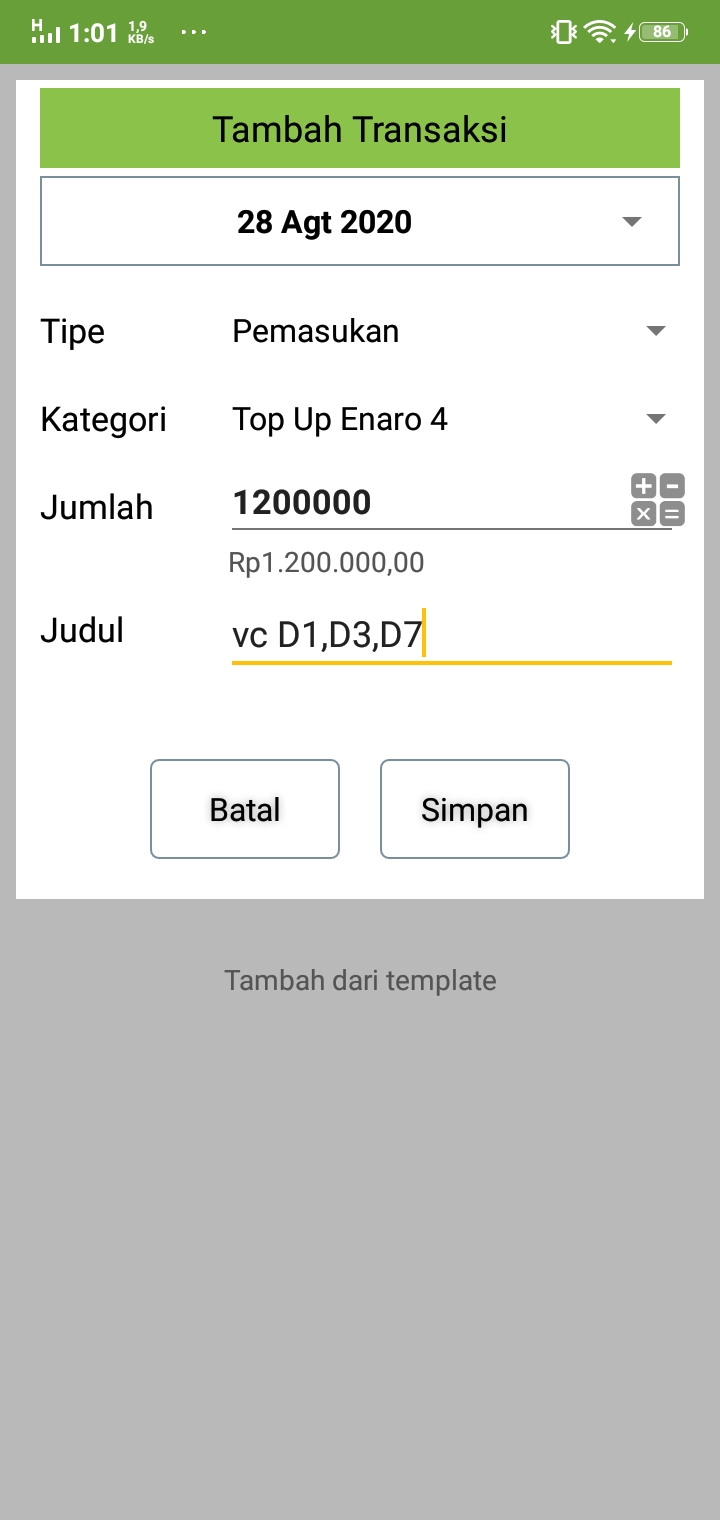 H 1:01 1,9 KB/s ... 86
Tambah Transaksi
28 Agt 2020
Tipe Pemasukan
Kategori Top Up Enaro 4
Jumlah 1200000
Rp1.200.000,00
Judul vc D1,D3,D7
Batal Simpan
Tambah dari template